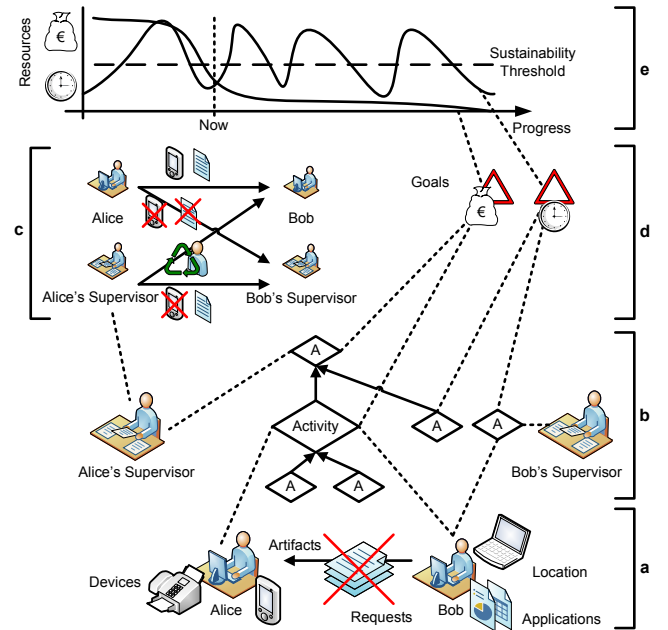 Resources
€
Sustainability
Threshold
e
Now
Progress
c
Alice
Bob
Goals
€
d
Alice's Supervisor
Bob's Supervisor
A
Activity
A
A
b
Alice's Supervisor
Bob's Supervisor
A
A
Artifacts
Devices
Location
a
Alice
Requests
Bob
Applications